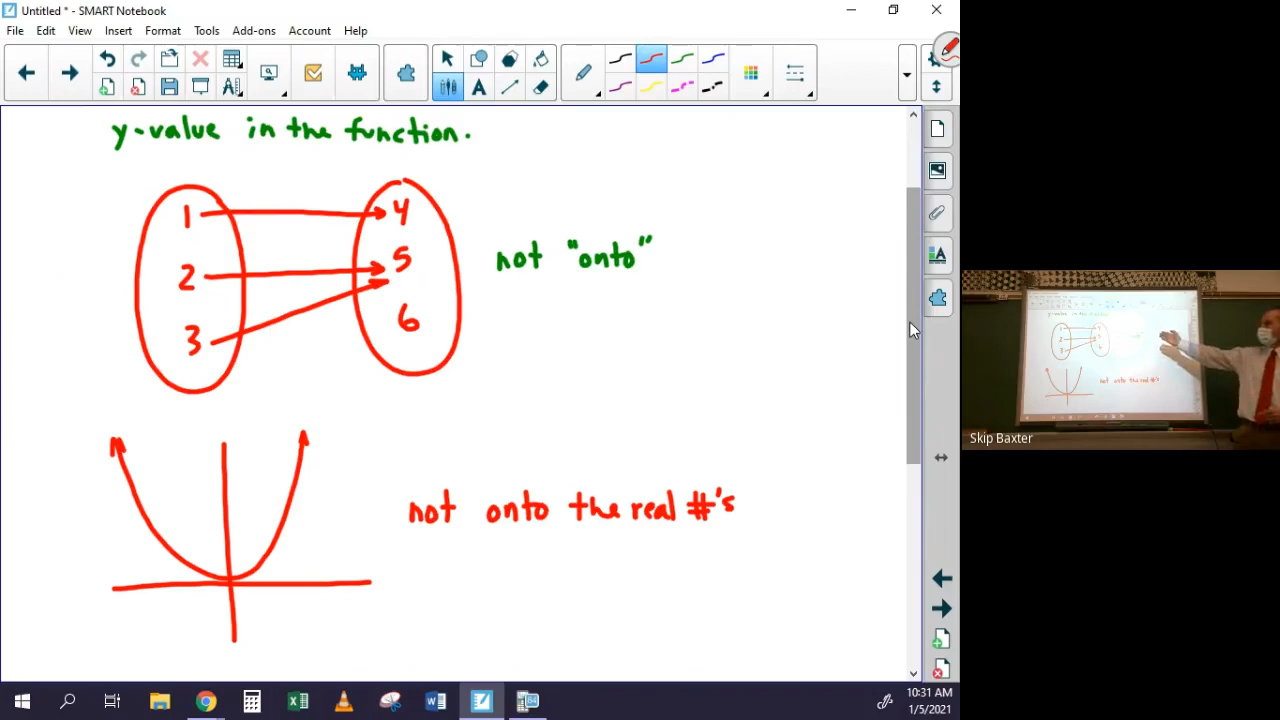 Untitled * - SMART Notebook
File Edit View Insert Format Tools Add-ons Account Help
y-value in the function.
1 4
2 5
3 6
not "onto"
not onto the real #'s
Skip Baxter
10:31 AM
1/5/2021